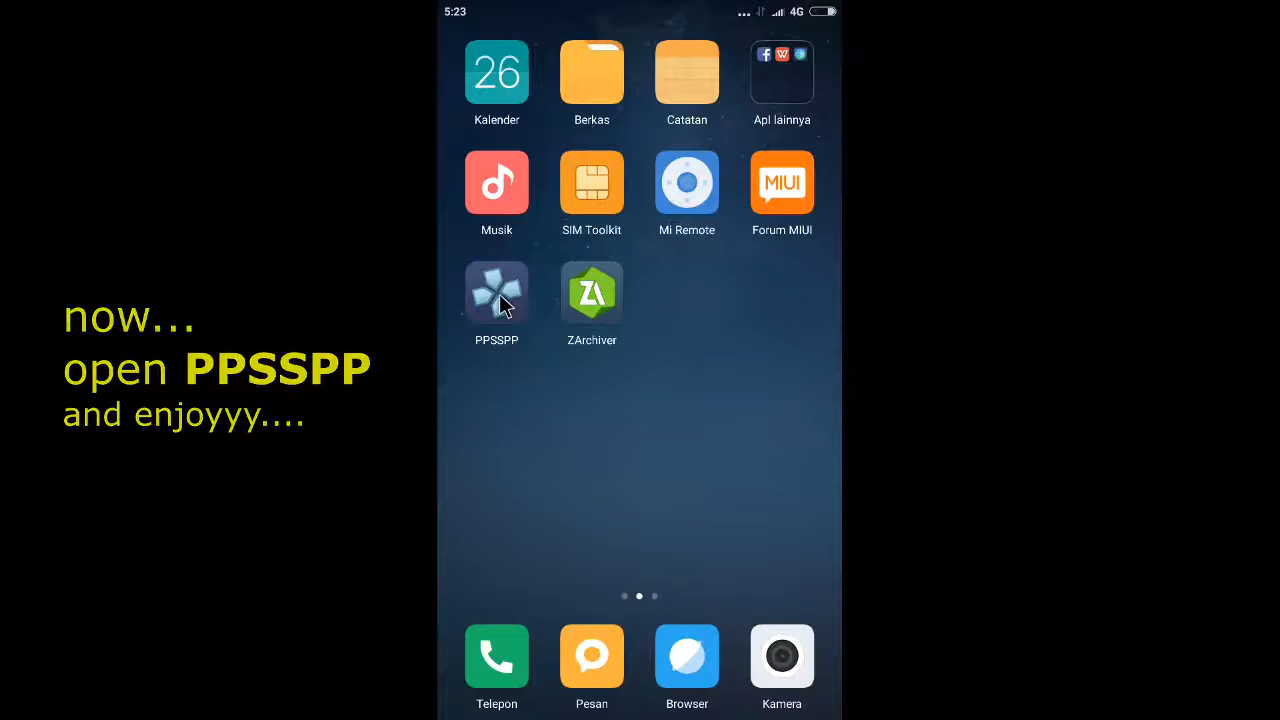 5:23
4G
26
Kalender
Berkas
Catatan
Apl lainnya
MIUI
Musik
SIM Toolkit
Mi Remote
Forum MIUI
ZA
PPSSPP
ZArchiver
now...
open PPSSPP
and enjoyyy....
Telepon
Pesan
Browser
Kamera